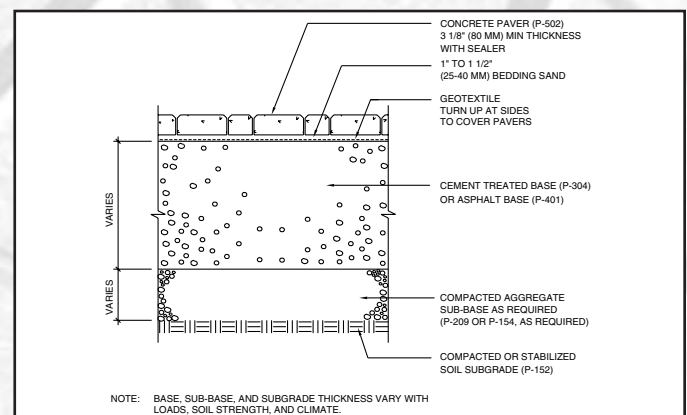 CONCRETE PAVER (P-502)
3 1/8" (80 MM) MIN THICKNESS
WITH SEALER
1" TO 1 1/2"
(25-40 MM) BEDDING SAND
GEOTEXTILE
TURN UP AT SIDES
TO COVER PAVERS
VARIES
CEMENT TREATED BASE (P-304)
OR ASPHALT BASE (P-401)
VARIES
COMPACTED AGGREGATE
SUB-BASE AS REQUIRED
(P-209 OR P-154, AS REQUIRED)
COMPACTED OR STABILIZED
SOIL SUBGRADE (P-152)
NOTE: BASE, SUB-BASE, AND SUBGRADE THICKNESS VARY WITH
LOADS, SOIL STRENGTH, AND CLIMATE.